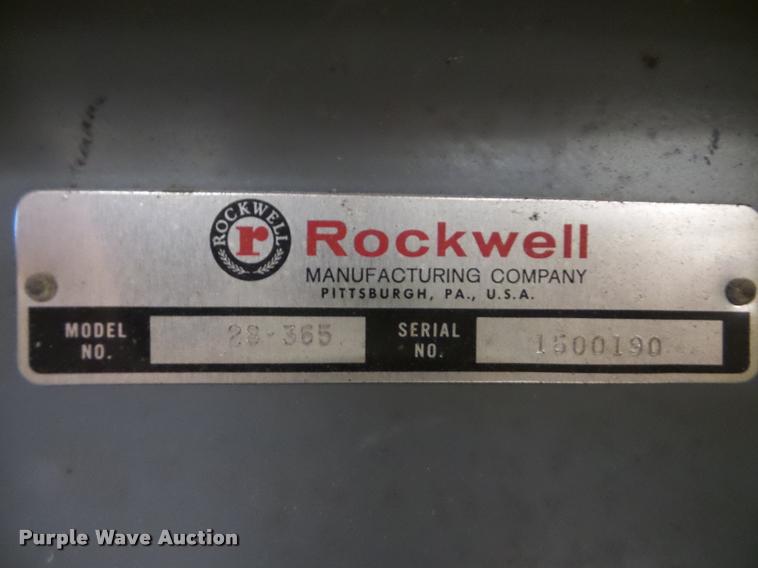 ROCKWELL
r
Rockwell
MANUFACTURING COMPANY
PITTSBURGH, PA., U.S.A.
MODEL NO.
28-365
SERIAL NO.
1500190
Purple Wave Auction